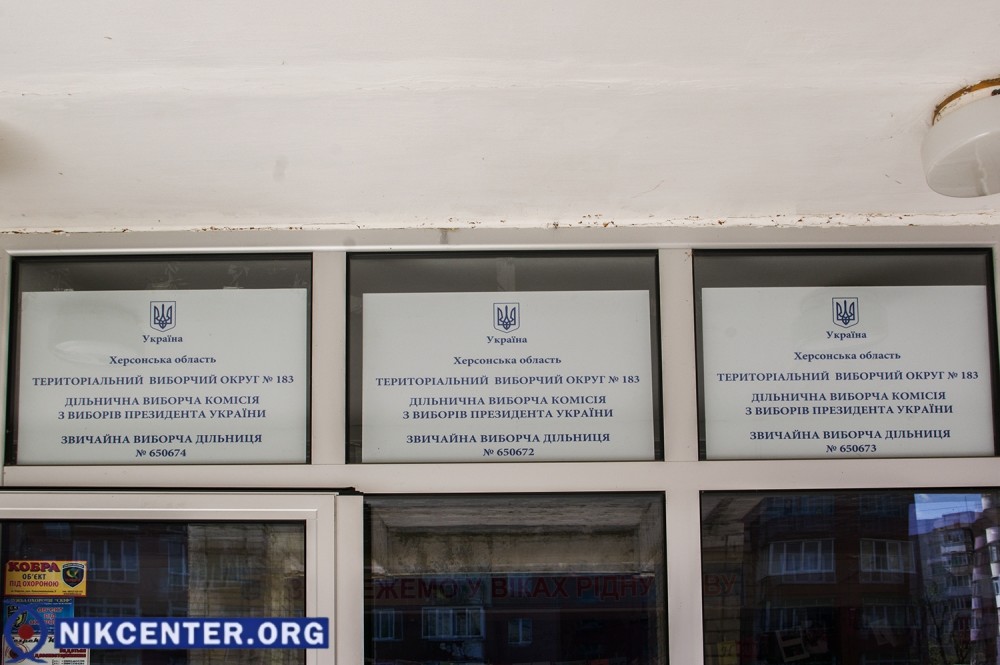 Україна
Херсонська область
ТЕРИТОРІАЛЬНИЙ ВИБОРЧИЙ ОКРУГ № 183
ДІЛЬНИЧНА ВИБОРЧА КОМІСІЯ
З ВИБОРІВ ПРЕЗИДЕНТА УКРАЇНИ
ЗВИЧАЙНА ВИБОРЧА ДІЛЬНИЦЯ
№ 650674
Україна
Херсонська область
ТЕРИТОРІАЛЬНИЙ ВИБОРЧИЙ ОКРУГ № 183
ДІЛЬНИЧНА ВИБОРЧА КОМІСІЯ
З ВИБОРІВ ПРЕЗИДЕНТА УКРАЇНИ
ЗВИЧАЙНА ВИБОРЧА ДІЛЬНИЦЯ
№ 650672
Україна
Херсонська область
ТЕРИТОРІАЛЬНИЙ ВИБОРЧИЙ ОКРУГ № 183
ДІЛЬНИЧНА ВИБОРЧА КОМІСІЯ
З ВИБОРІВ ПРЕЗИДЕНТА УКРАЇНИ
ЗВИЧАЙНА ВИБОРЧА ДІЛЬНИЦЯ
№ 650673
КОБРА
ОБ'ЄКТ
ПІД ОХОРОНОЮ
ЕЖЕМО У ВІКАХ РІДНУ
NIKCENTER.ORG